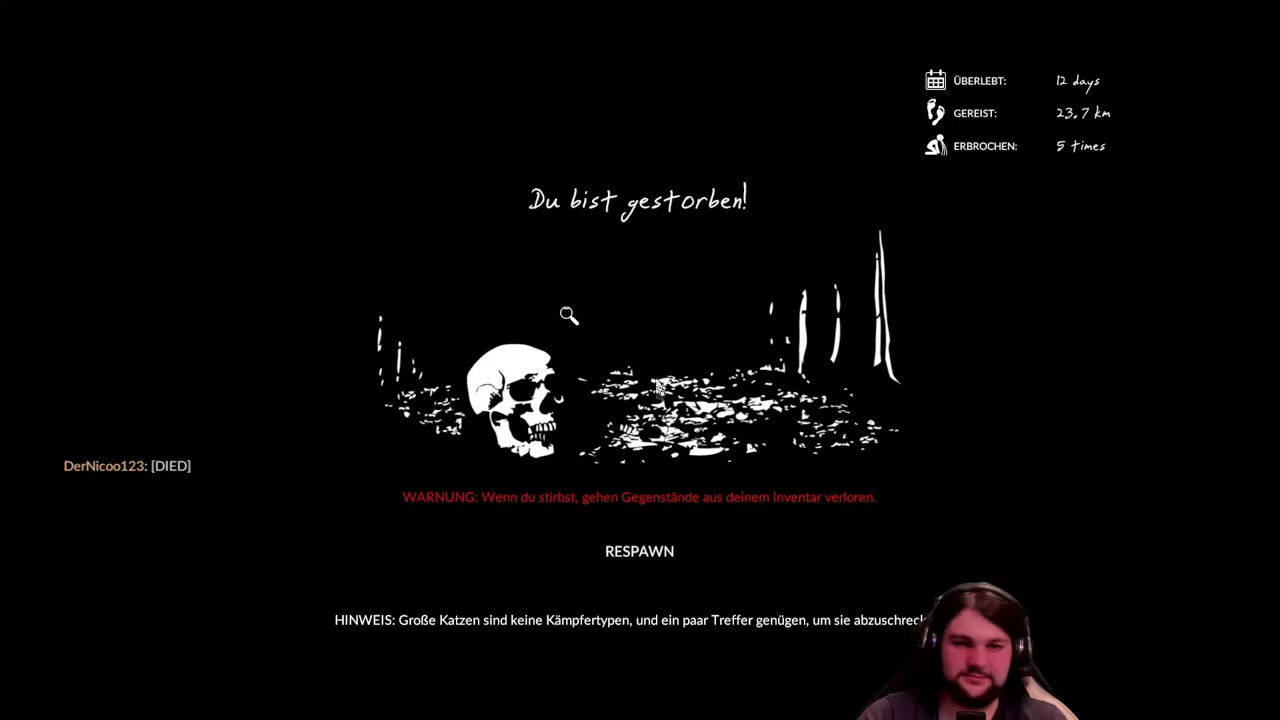 ÜBERLEBT: 12 days
GEREIST: 23.7 km
ERBROCHEN: 5 times
Du bist gestorben!
DerNicoo123: [DIED]
WARNUNG: Wenn du stirbst, gehen Gegenstände aus deinem Inventar verloren.
RESPAWN
HINWEIS: Große Katzen sind keine Kämpfertypen, und ein paar Treffer genügen, um sie